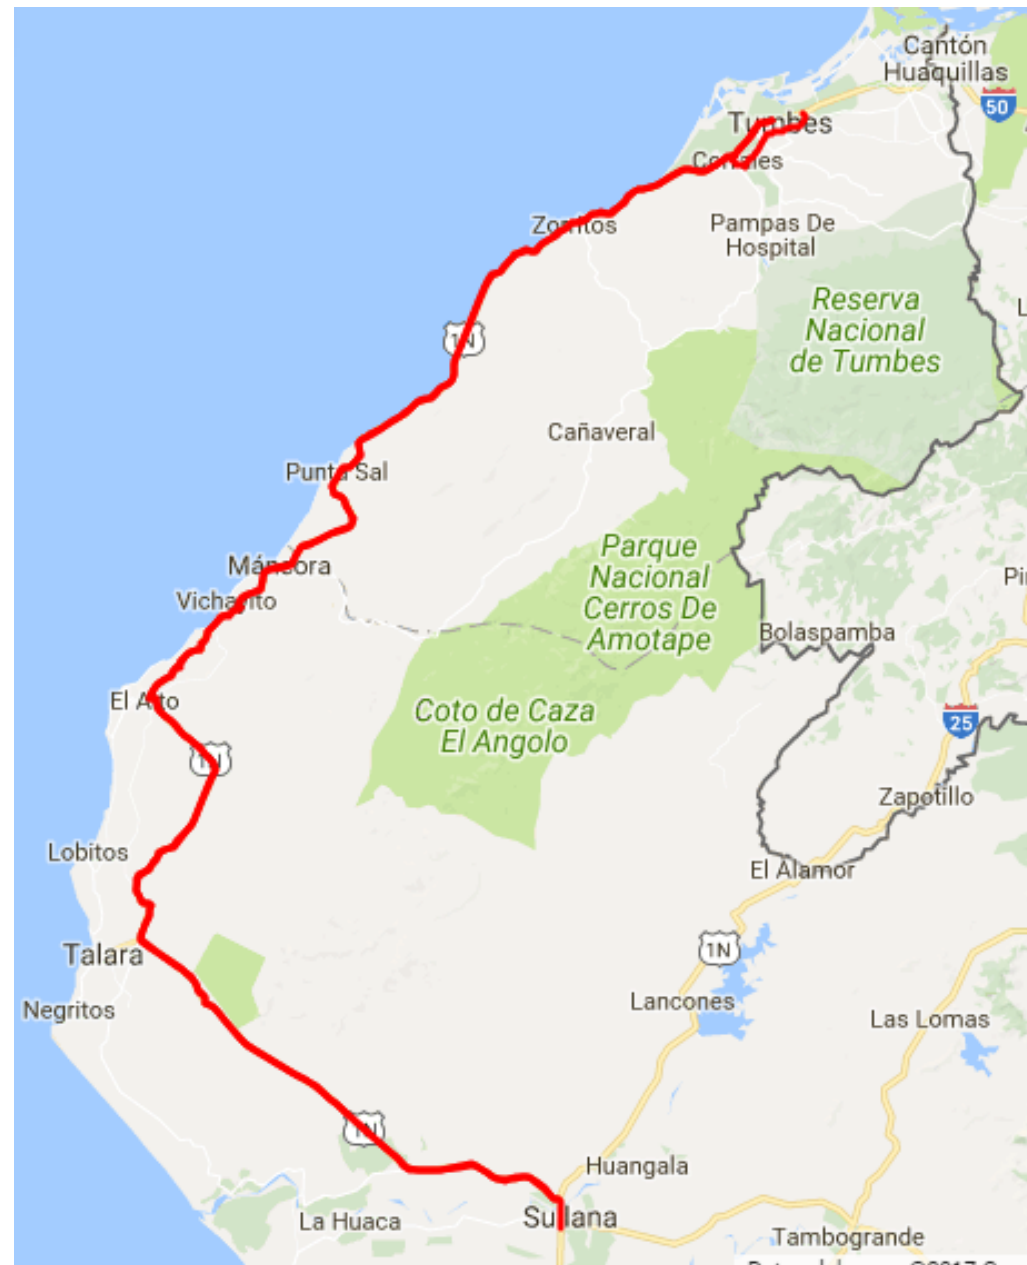 Cantón
Huaquillas
50
Tumbes
Corrales
Zorritos
Pampas De
Hospital
Reserva
Nacional
de Tumbes
1N
Cañaveral
Punta Sal
Parque
Nacional
Cerros De
Amotape
Máncora
Vichayito
Bolaspamba
El Alto
Coto de Caza
El Angolo
25
1N
Zapotillo
Lobitos
El Alamor
Talara
1N
Lancones
Negritos
Las Lomas
1N
Huangala
La Huaca
Sullana
Tambogrande